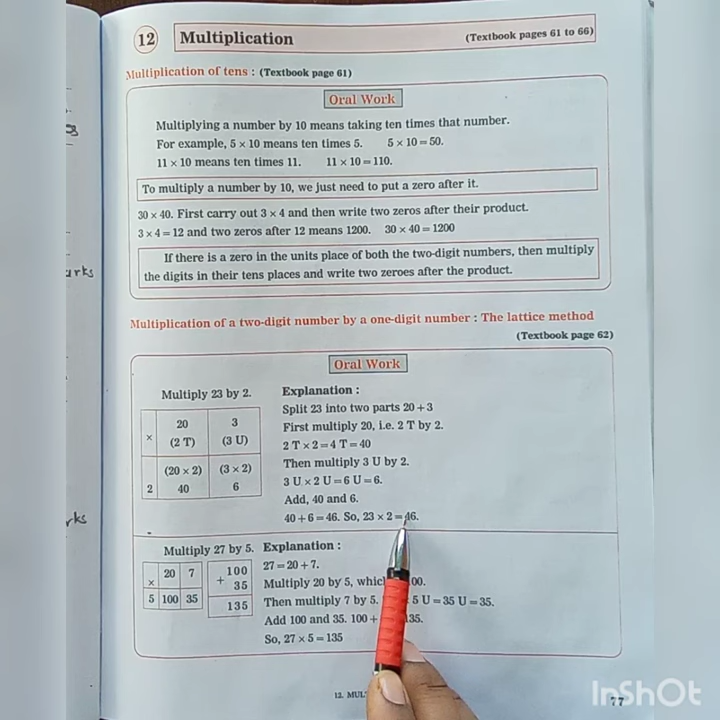 12 Multiplication (Textbook pages 61 to 66)
Multiplication of tens : (Textbook page 61)
Oral Work
Multiplying a number by 10 means taking ten times that number.
For example, 5 × 10 means ten times 5. 5 × 10 = 50.
11 × 10 means ten times 11. 11 × 10 = 110.
To multiply a number by 10, we just need to put a zero after it.
30 × 40. First carry out 3 × 4 and then write two zeros after their product.
3 × 4 = 12 and two zeros after 12 means 1200. 30 × 40 = 1200
If there is a zero in the units place of both the two-digit numbers, then multiply
the digits in their tens places and write two zeroes after the product.
Multiplication of a two-digit number by a one-digit number : The lattice method
(Textbook page 62)
Oral Work
Multiply 23 by 2.
× 20 3
(2 T) (3 U)
(20 × 2) (3 × 2)
2 40 6
Explanation :
Split 23 into two parts 20 + 3
First multiply 20, i.e. 2 T by 2.
2 T × 2 = 4 T = 40
Then multiply 3 U by 2.
3 U × 2 U = 6 U = 6.
Add, 40 and 6.
40 + 6 = 46. So, 23 × 2 = 46.
Multiply 27 by 5.
× 20 7
5 100 35
100
+ 35
135
Explanation :
27 = 20 + 7.
Multiply 20 by 5, 00.
Then multiply 7 by 5. 5 U = 35 U = 35.
Add 100 and 35. 100 + 135.
So, 27 × 5 = 135
arks
rks
12.
77
InShOt